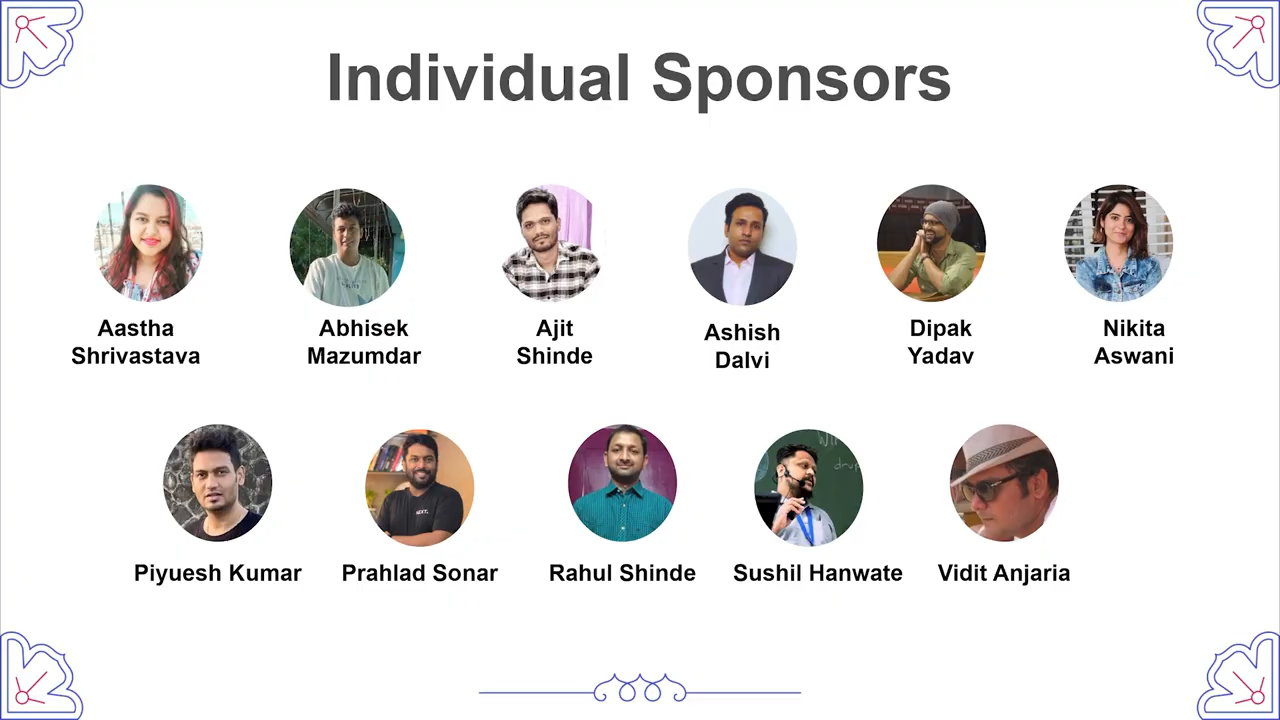 Individual Sponsors
Aastha
Shrivastava
Abhisek
Mazumdar
Ajit
Shinde
Ashish
Dalvi
Dipak
Yadav
Nikita
Aswani
Piyuesh Kumar
Prahlad Sonar
Rahul Shinde
Sushil Hanwate
Vidit Anjaria